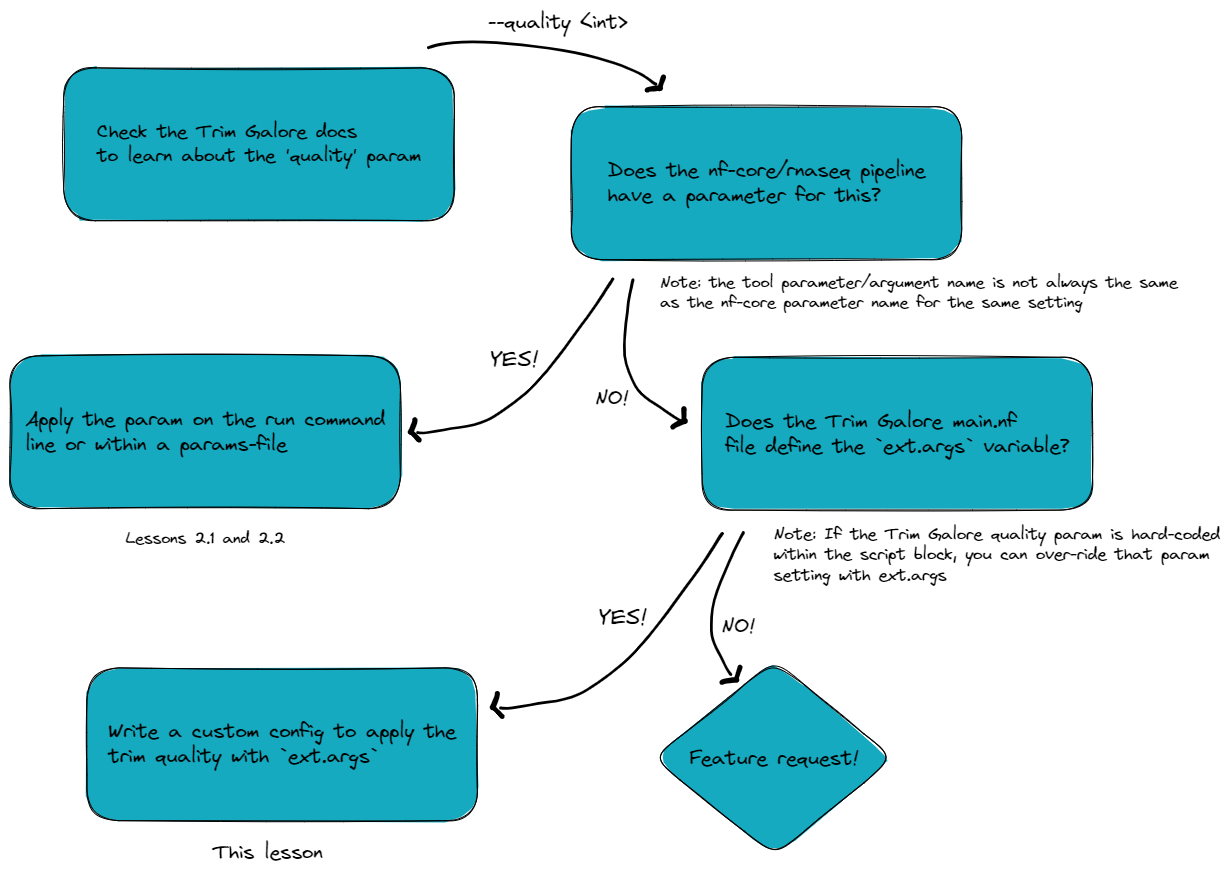 --quality <int>
Check the Trim Galore docs
to learn about the 'quality' param
Does the nf-core/rnaseq pipeline
have a parameter for this?
Note: the tool parameter/argument name is not always the same
as the nf-core parameter name for the same setting
YES!
NO!
Apply the param on the run command
line or within a params-file
Lessons 2.1 and 2.2
Does the Trim Galore main.nf
file define the `ext.args` variable?
Note: If the Trim Galore quality param is hard-coded
within the script block, you can over-ride that param
setting with ext.args
YES!
NO!
Write a custom config to apply the
trim quality with `ext.args`
This lesson
Feature request!